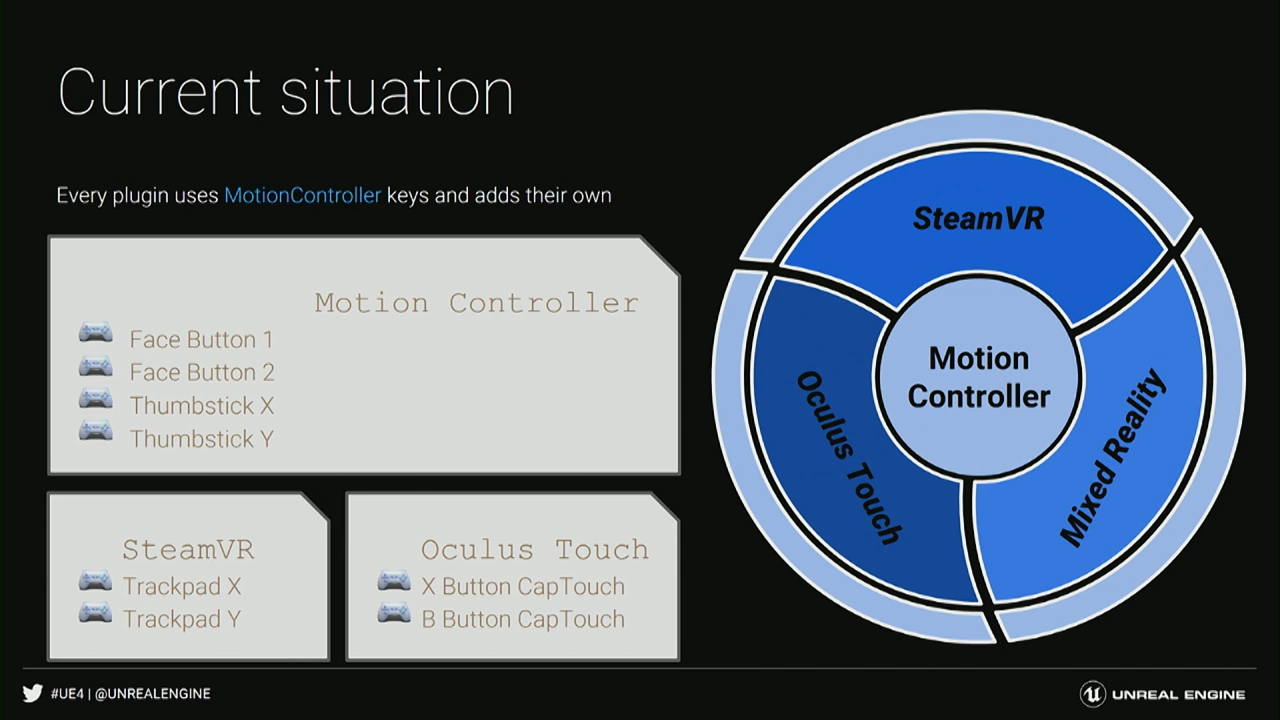 Current situation
Every plugin uses MotionController keys and adds their own
Motion Controller
Face Button 1
Face Button 2
Thumbstick X
Thumbstick Y
SteamVR
Trackpad X
Trackpad Y
Oculus Touch
X Button CapTouch
B Button CapTouch
SteamVR
Motion
Controller
Oculus Touch
Mixed Reality
#UE4 | @UNREALENGINE
UNREAL ENGINE